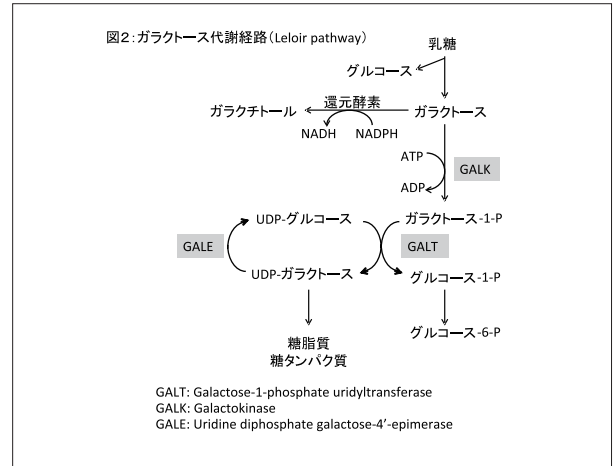 図2:ガラクトース代謝経路(Leloir pathway)
乳糖
グルコース
ガラクチトール
還元酵素
ガラクトース
NADH
NADPH
ATP
GALK
ADP
UDP-グルコース
ガラクトース-1-P
GALE
GALT
UDP-ガラクトース
グルコース-1-P
グルコース-6-P
糖脂質
糖タンパク質
GALT: Galactose-1-phosphate uridyltransferase
GALK: Galactokinase
GALE: Uridine diphosphate galactose-4’-epimerase